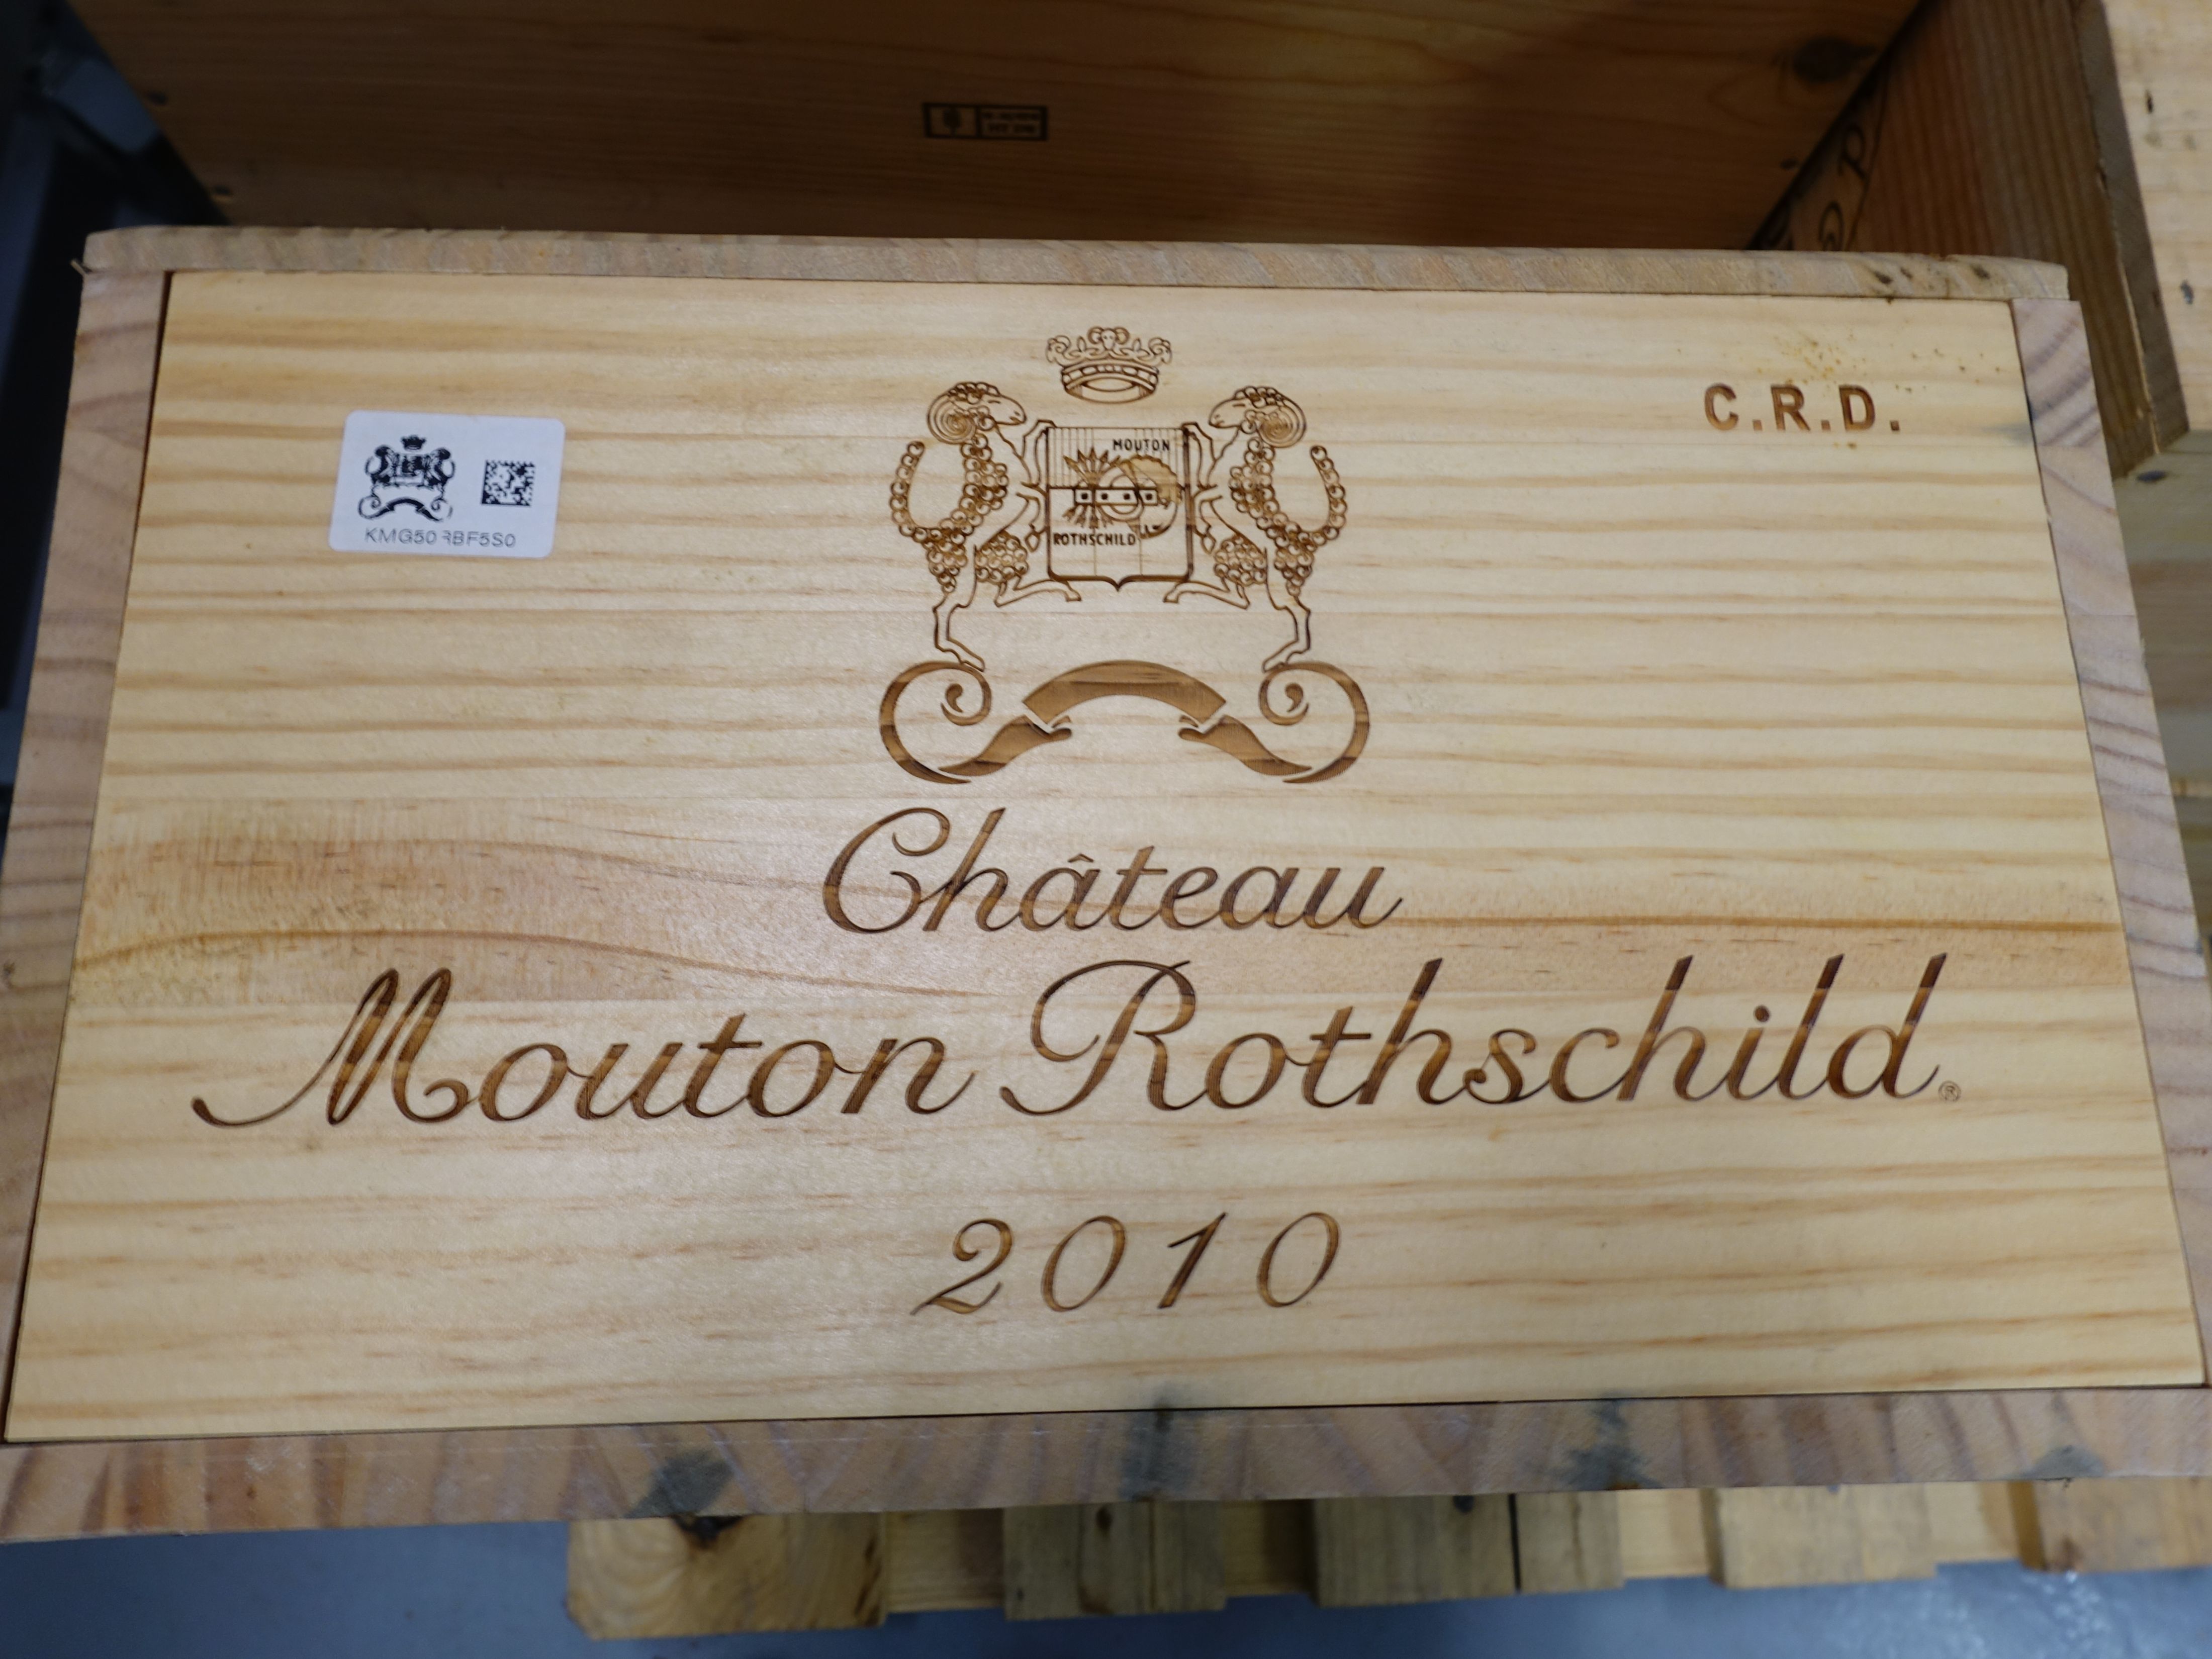 MOUTON
ROTHSCHILD
C.R.D.
Château
Mouton Rothschild®
2010